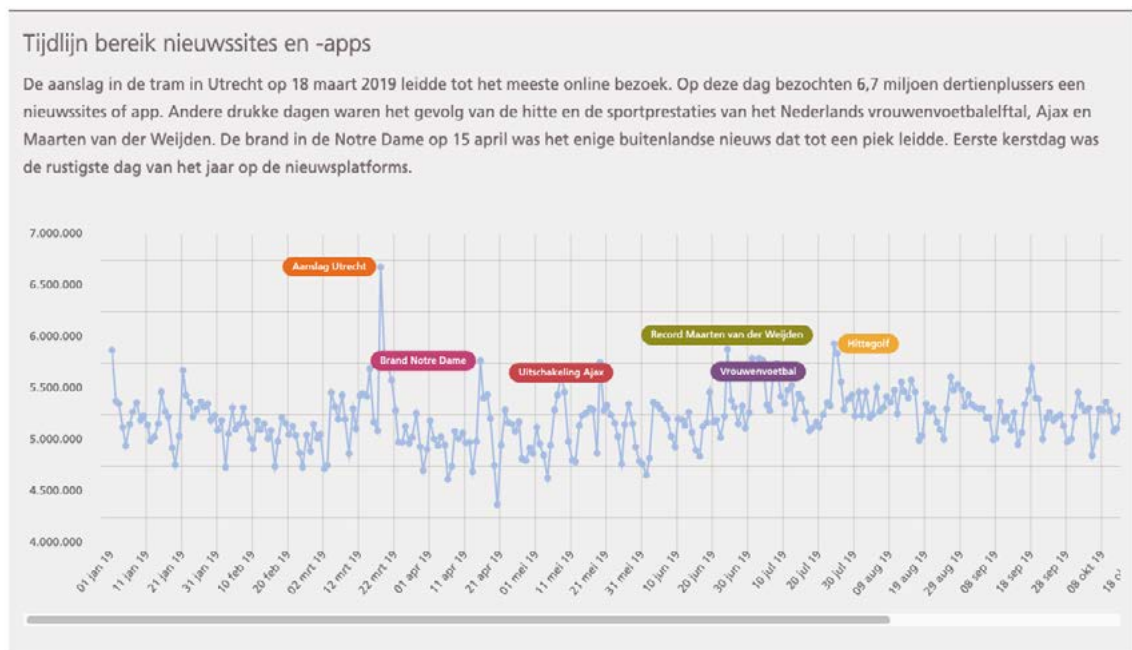 Tijdlijn bereik nieuwssites en -apps
De aanslag in de tram in Utrecht op 18 maart 2019 leidde tot het meeste online bezoek. Op deze dag bezochten 6,7 miljoen dertienplussers een
nieuwssites of app. Andere drukke dagen waren het gevolg van de hitte en de sportprestaties van het Nederlands vrouwenvoetbalelftal, Ajax en
Maarten van der Weijden. De brand in de Notre Dame op 15 april was het enige buitenlandse nieuws dat tot een piek leidde. Eerste kerstdag was
de rustigste dag van het jaar op de nieuwsplatforms.
7.000.000
6.500.000
6.000.000
5.500.000
5.000.000
4.500.000
4.000.000
Aanslag Utrecht
Brand Notre Dame
Uitschakeling Ajax
Record Maarten van der Weijden
Vrouwenvoetbal
Hittegolf
01 jan 19
11 jan 19
21 jan 19
31 jan 19
10 feb 19
20 feb 19
02 mrt 19
12 mrt 19
22 mrt 19
01 apr 19
11 apr 19
21 apr 19
01 mei 19
11 mei 19
21 mei 19
31 mei 19
10 jun 19
20 jun 19
30 jun 19
10 jul 19
20 jul 19
30 jul 19
09 aug 19
19 aug 19
29 aug 19
08 sep 19
18 sep 19
28 sep 19
08 okt 19
18